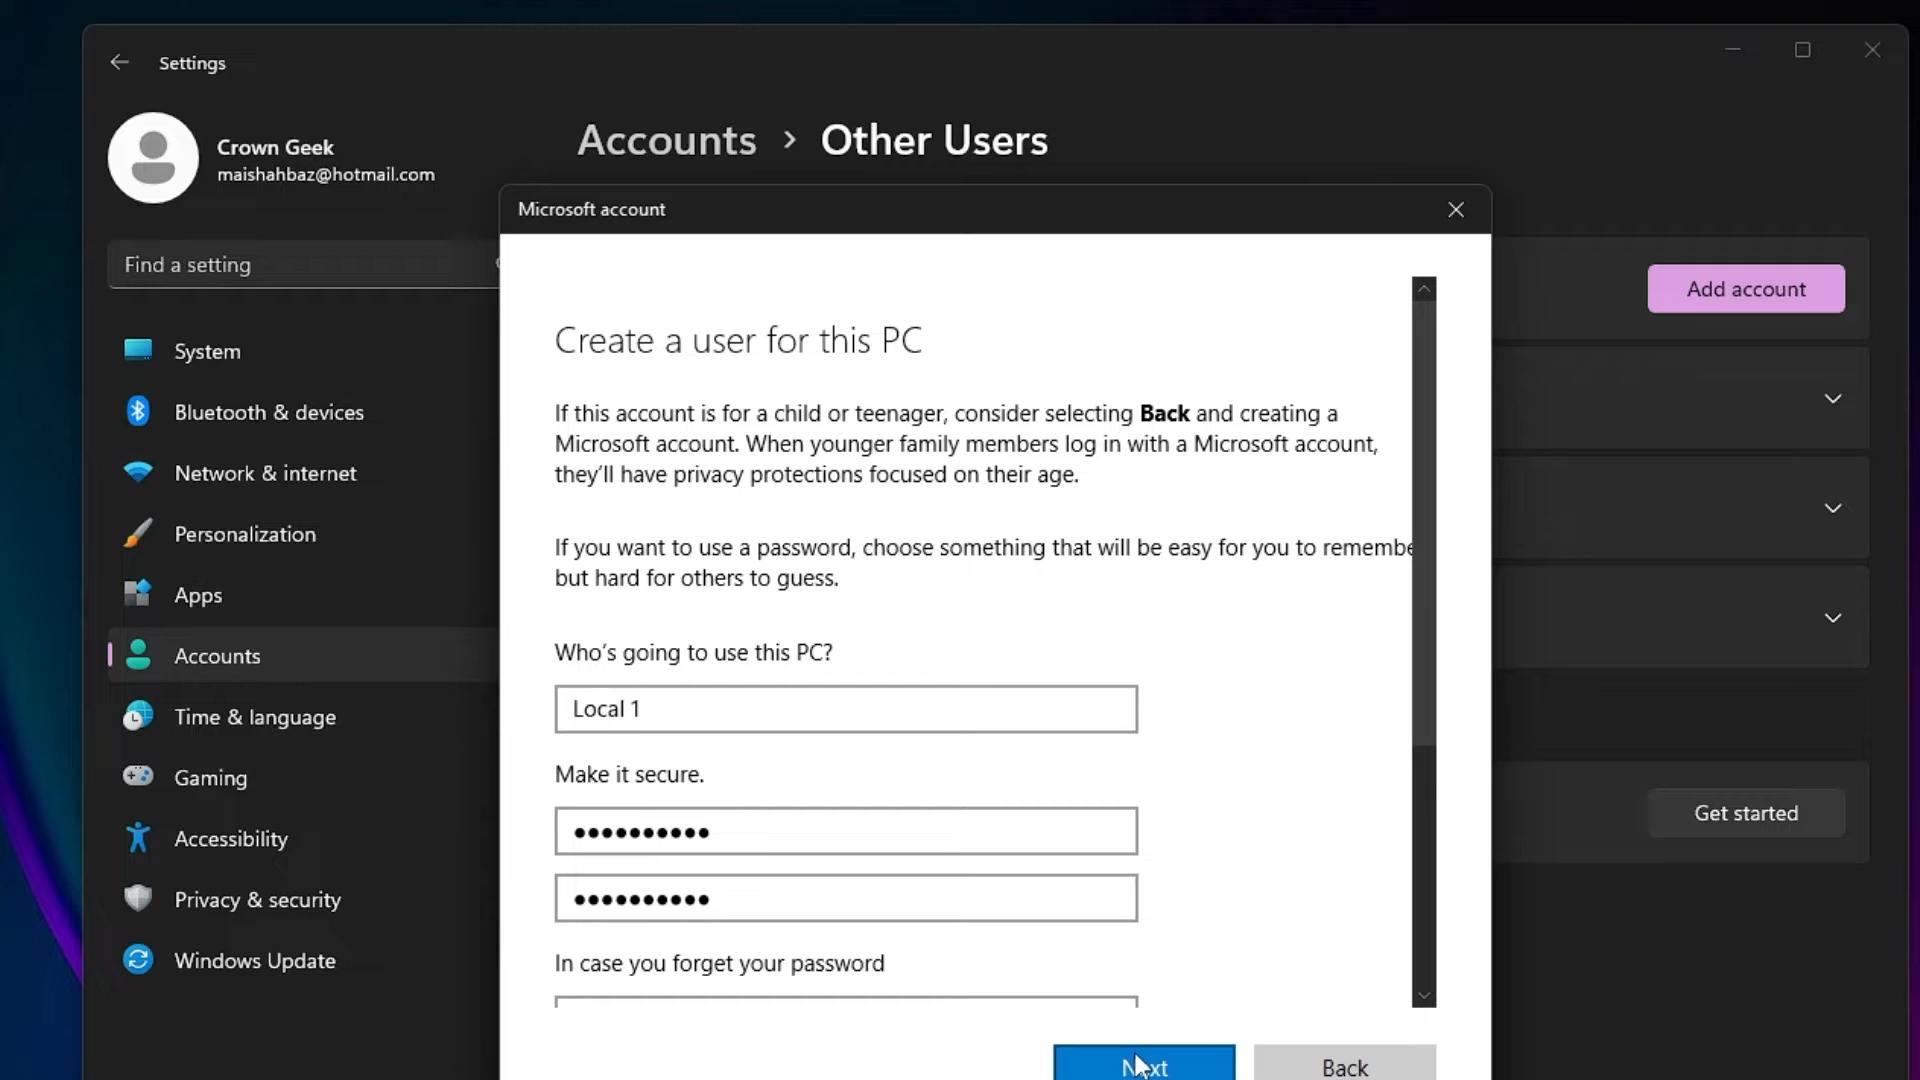 Settings
Crown Geek
maishahbaz@hotmail.com
Find a setting
System
Bluetooth & devices
Network & internet
Personalization
Apps
Accounts
Time & language
Gaming
Accessibility
Privacy & security
Windows Update
Accounts > Other Users
Add account
Get started
Microsoft account
Create a user for this PC
If this account is for a child or teenager, consider selecting Back and creating a
Microsoft account. When younger family members log in with a Microsoft account,
they'll have privacy protections focused on their age.
If you want to use a password, choose something that will be easy for you to remembe
but hard for others to guess.
Who's going to use this PC?
Local 1
Make it secure.
●●●●●●●●●●
●●●●●●●●●●
In case you forget your password
Next
Back